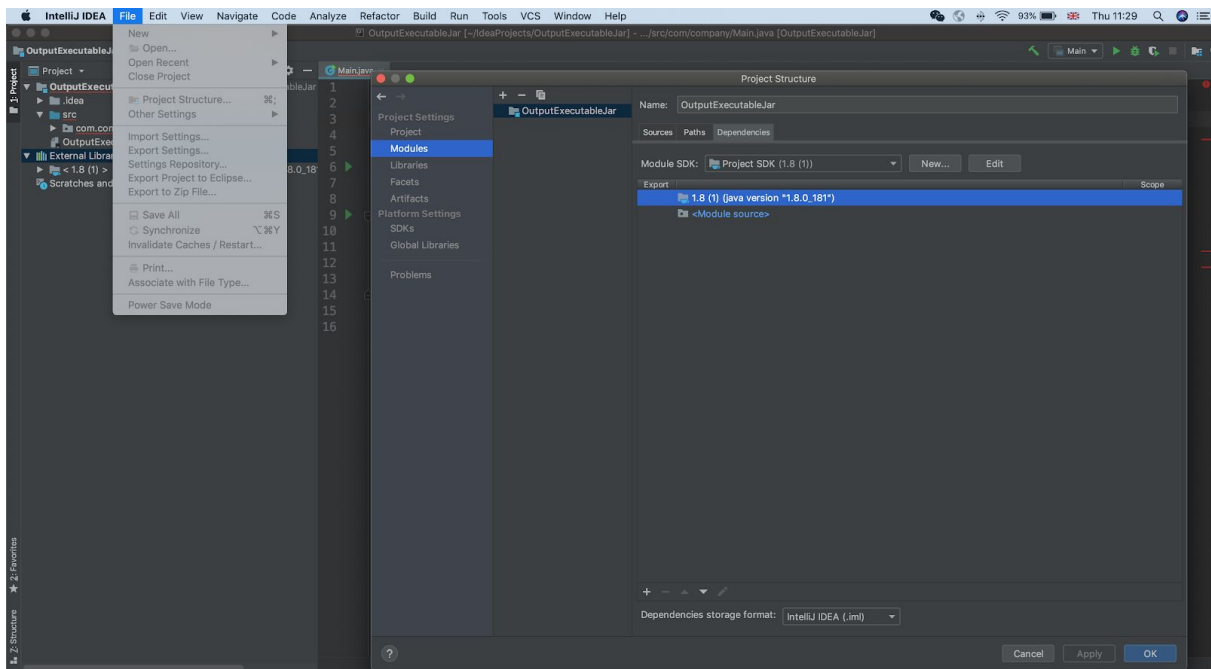 IntelliJ IDEA File Edit View Navigate Code Analyze Refactor Build Run Tools VCS Window Help 93% Thu 11:29
OutputExecutableJar [~/IdeaProjects/OutputExecutableJar] - .../src/com/company/Main.java [OutputExecutableJar]
OutputExecutableJ
Main
1: Project
2: Favorites
Z: Structure
Project
OutputExecut
ableJar
.idea
src
com.con
OutputExe
External Librar
< 1.8 (1) >
8.0_18
Scratches and
New
Open...
Open Recent
Close Project
Project Structure... ⌘;
Other Settings
Import Settings...
Export Settings...
Settings Repository...
Export Project to Eclipse...
Export to Zip File...
Save All ⌘S
Synchronize ⌥⌘Y
Invalidate Caches / Restart...
Print...
Associate with File Type...
Power Save Mode
Main.java
1
2
3
4
5
6
7
8
9
10
11
12
13
14
15
16
Project Structure
Project Settings
Project
Modules
Libraries
Facets
Artifacts
Platform Settings
SDKs
Global Libraries
Problems
OutputExecutableJar
Name: OutputExecutableJar
Sources Paths Dependencies
Module SDK: Project SDK (1.8 (1)) New... Edit
Export Scope
1.8 (1) (java version "1.8.0_181")
<Module source>
Dependencies storage format: IntelliJ IDEA (.iml)
? Cancel Apply OK